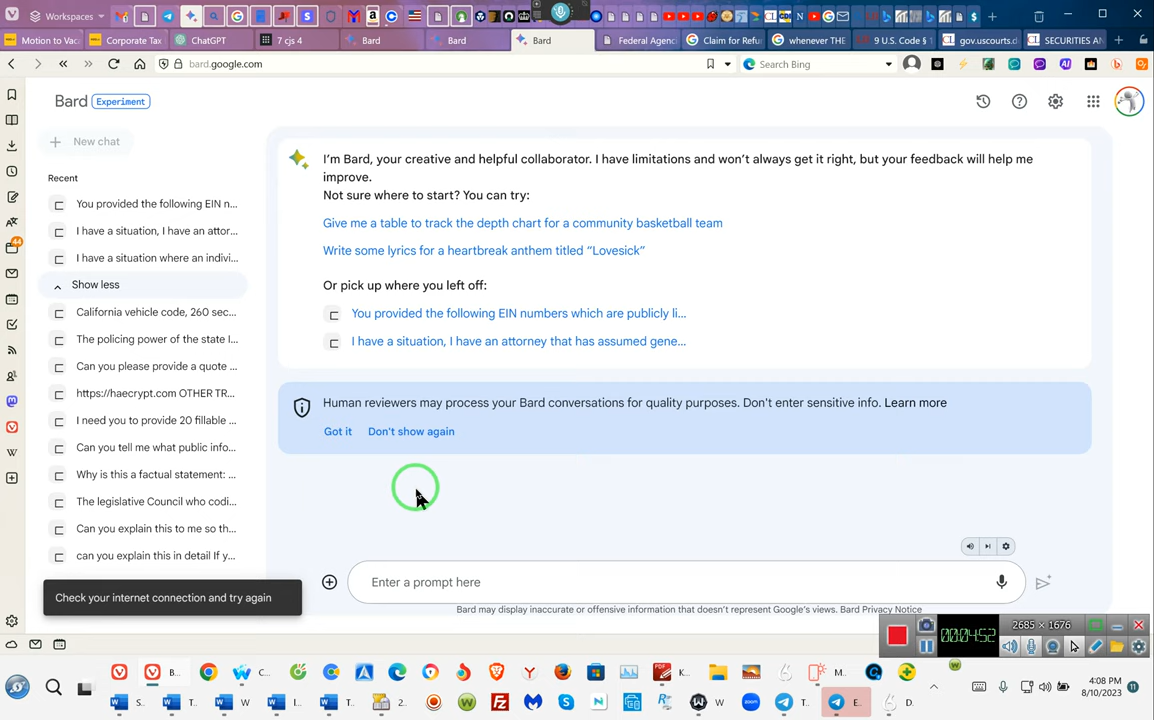 Workspaces
Motion to Vac
Corporate Tax
ChatGPT
7 cjs 4
Bard
Bard
Bard
Federal Agenc
Claim for Refu
whenever THE
9 U.S. Code §
gov.uscourts.d
SECURITIES AN
bard.google.com
Search Bing
Bard
Experiment
New chat
Recent
You provided the following EIN n...
I have a situation, I have an attor...
I have a situation where an indivi...
Show less
California vehicle code, 260 sec...
The policing power of the state I...
Can you please provide a quote ...
https://haecrypt.com OTHER TR...
I need you to provide 20 fillable ...
Can you tell me what public info...
Why is this a factual statement: ...
The legislative Council who codi...
Can you explain this to me so th...
can you explain this in detail If y...
Check your internet connection and try again
I'm Bard, your creative and helpful collaborator. I have limitations and won't always get it right, but your feedback will help me
improve.
Not sure where to start? You can try:
Give me a table to track the depth chart for a community basketball team
Write some lyrics for a heartbreak anthem titled "Lovesick"
Or pick up where you left off:
You provided the following EIN numbers which are publicly li...
I have a situation, I have an attorney that has assumed gene...
Human reviewers may process your Bard conversations for quality purposes. Don't enter sensitive info. Learn more
Got it
Don't show again
Enter a prompt here
Bard may display inaccurate or offensive information that doesn't represent Google's views. Bard Privacy Notice
2685 × 1676
00:04:52
B...
C...
K...
M...
S...
T...
W
I...
T...
2...
W
T...
E...
D...
4:08 PM
8/10/2023